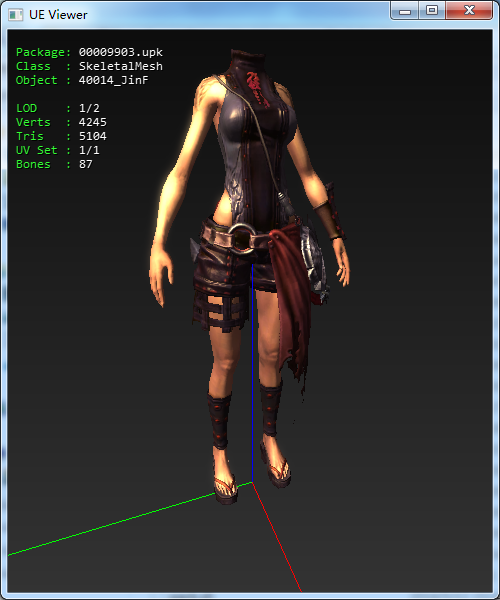 UE Viewer
Package: 00009903.upk
Class  : SkeletalMesh
Object : 40014_JinF
LOD    : 1/2
Verts  : 4245
Tris   : 5104
UV Set : 1/1
Bones  : 87